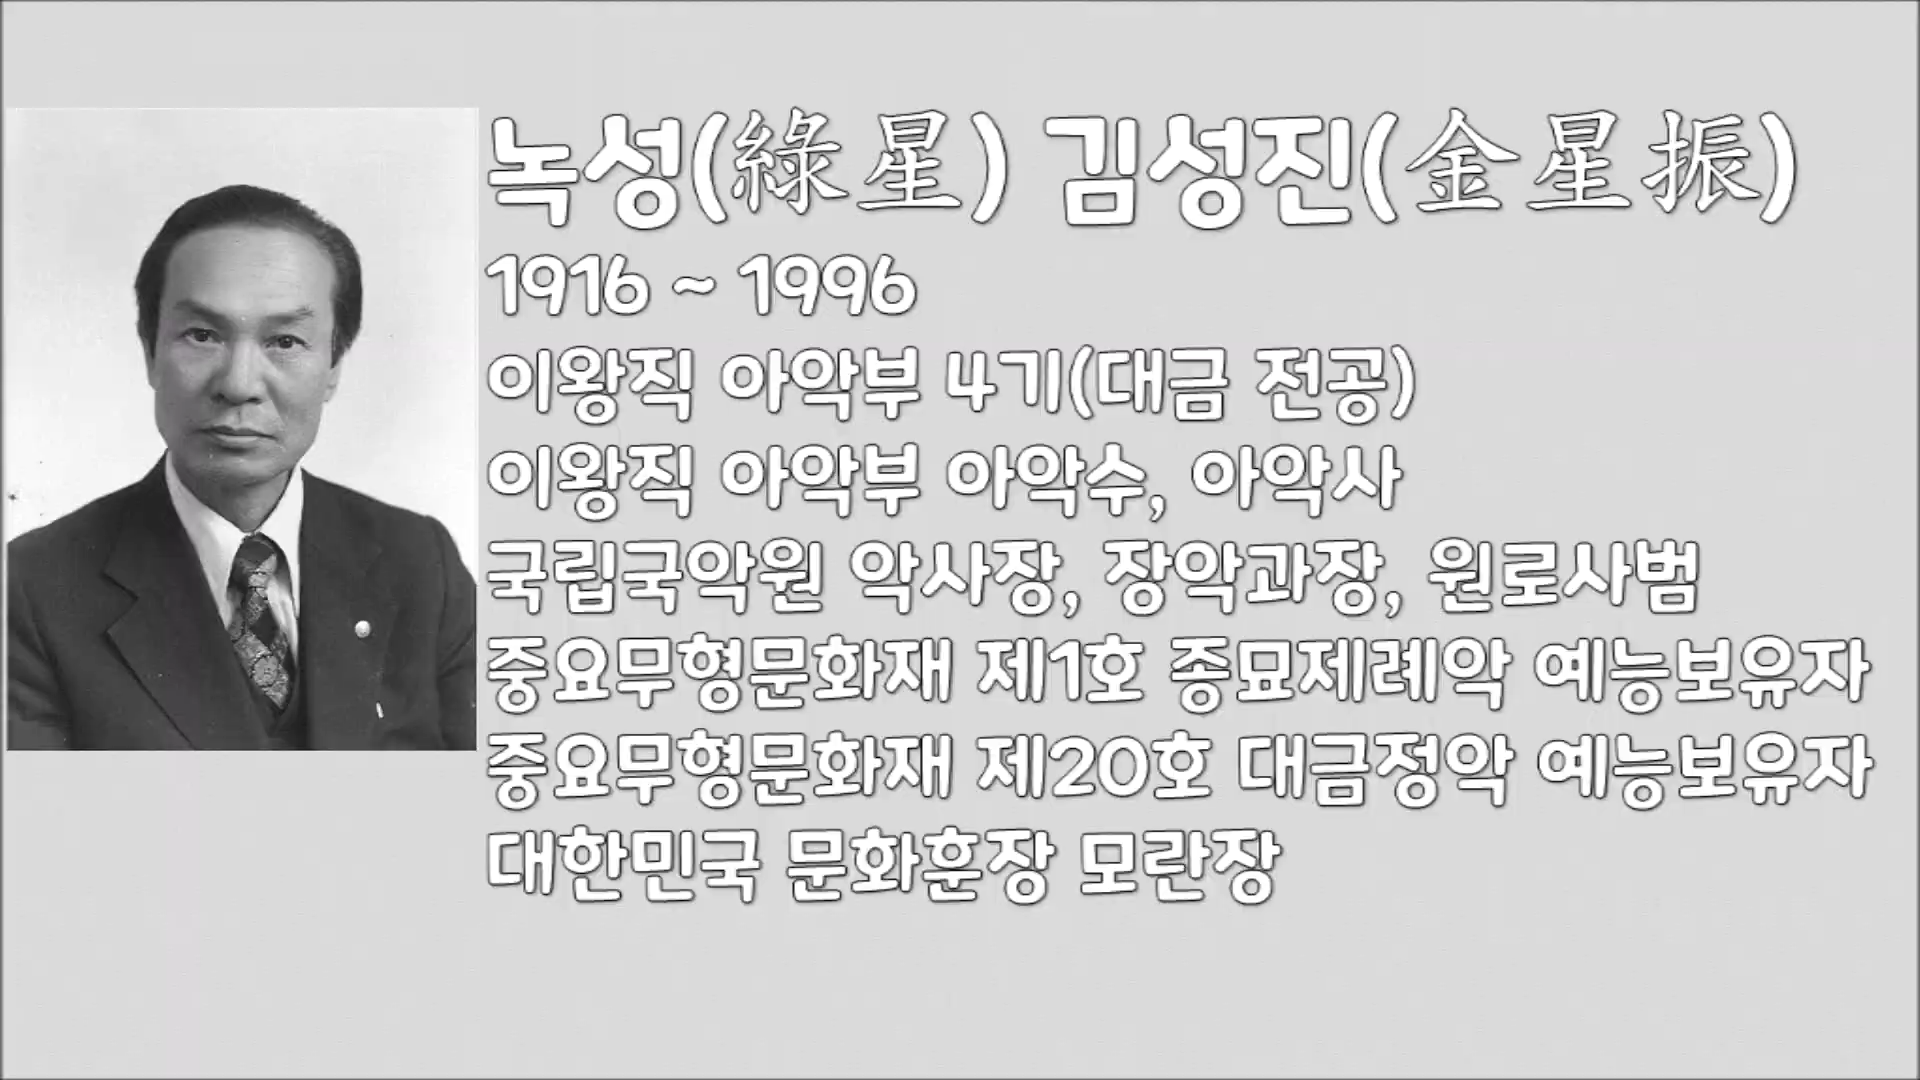 녹성(綠星) 김성진(金星振)
1916 ~ 1996
이왕직 아악부 4기(대금 전공)
이왕직 아악부 아악수, 아악사
국립국악원 악사장, 장악과장, 원로사범
중요무형문화재 제1호 종묘제례악 예능보유자
중요무형문화재 제20호 대금정악 예능보유자
대한민국 문화훈장 모란장